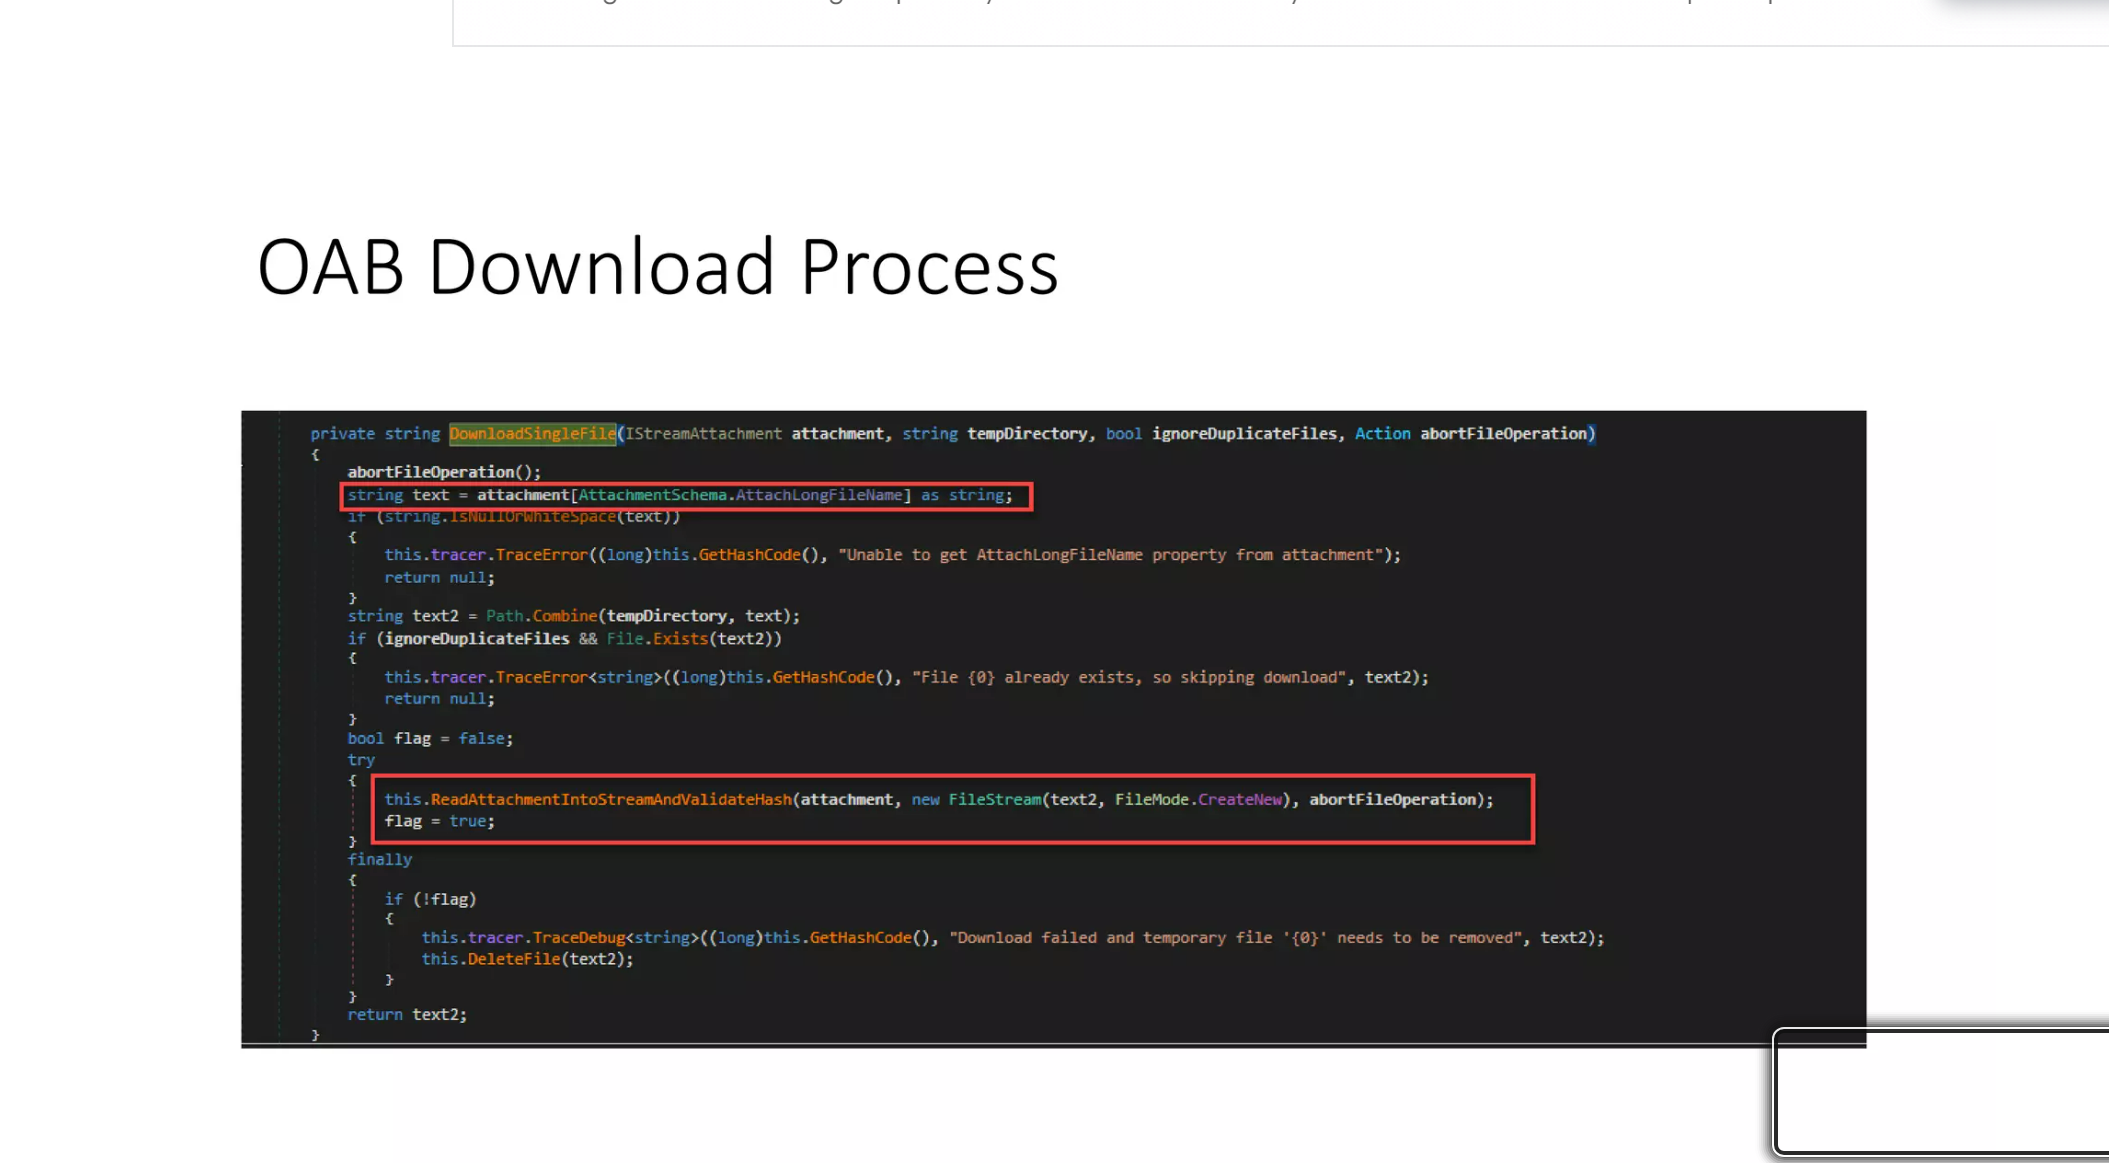 OAB Download Process
private string DownloadSingleFile(IStreamAttachment attachment, string tempDirectory, bool ignoreDuplicateFiles, Action abortFileOperation)
{
abortFileOperation();
string text = attachment[AttachmentSchema.AttachLongFileName] as string;
if (string.IsNullOrWhiteSpace(text))
{
this.tracer.TraceError((long)this.GetHashCode(), "Unable to get AttachLongFileName property from attachment");
return null;
}
string text2 = Path.Combine(tempDirectory, text);
if (ignoreDuplicateFiles && File.Exists(text2))
{
this.tracer.TraceError<string>((long)this.GetHashCode(), "File {0} already exists, so skipping download", text2);
return null;
}
bool flag = false;
try
{
this.ReadAttachmentIntoStreamAndValidateHash(attachment, new FileStream(text2, FileMode.CreateNew), abortFileOperation);
flag = true;
}
finally
{
if (!flag)
{
this.tracer.TraceDebug<string>((long)this.GetHashCode(), "Download failed and temporary file '{0}' needs to be removed", text2);
this.DeleteFile(text2);
}
}
return text2;
}